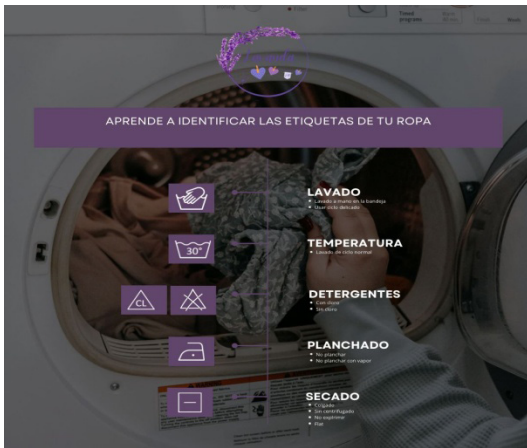 APRENDE A IDENTIFICAR LAS ETIQUETAS DE TU ROPA
LAVADO
Lavado a mano en la bandeja
Usar ciclo delicado
30°
TEMPERATURA
Lavado de ciclo normal
CL
DETERGENTES
Con cloro
Sin cloro
PLANCHADO
No planchar
No planchar con vapor
SECADO
Colgado
Sin centrifugado
No exprimir